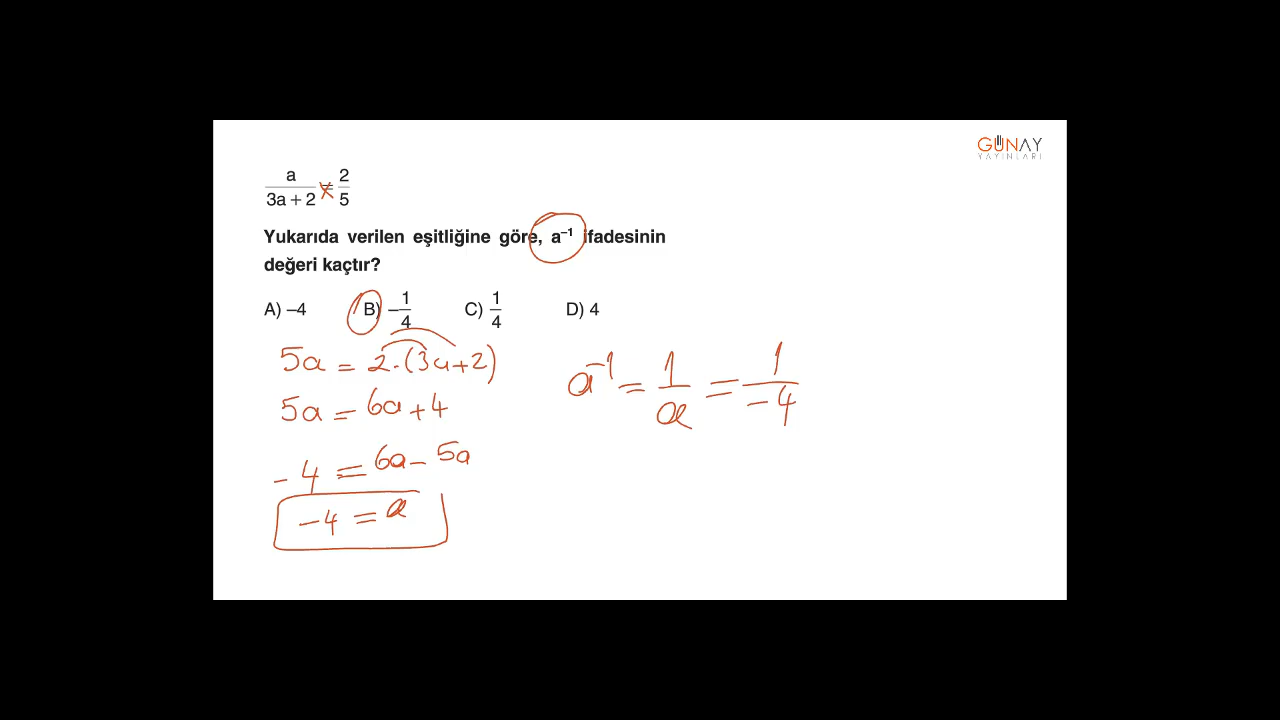 GÜNAY
YAYINLARI
a/(3a + 2) = 2/5
Yukarıda verilen eşitliğine göre, a⁻¹ ifadesinin
değeri kaçtır?
A) –4 B) –1/4 C) 1/4 D) 4
5a = 2·(3a+2)
5a = 6a + 4
-4 = 6a - 5a
-4 = a
a⁻¹ = 1/a = 1/-4